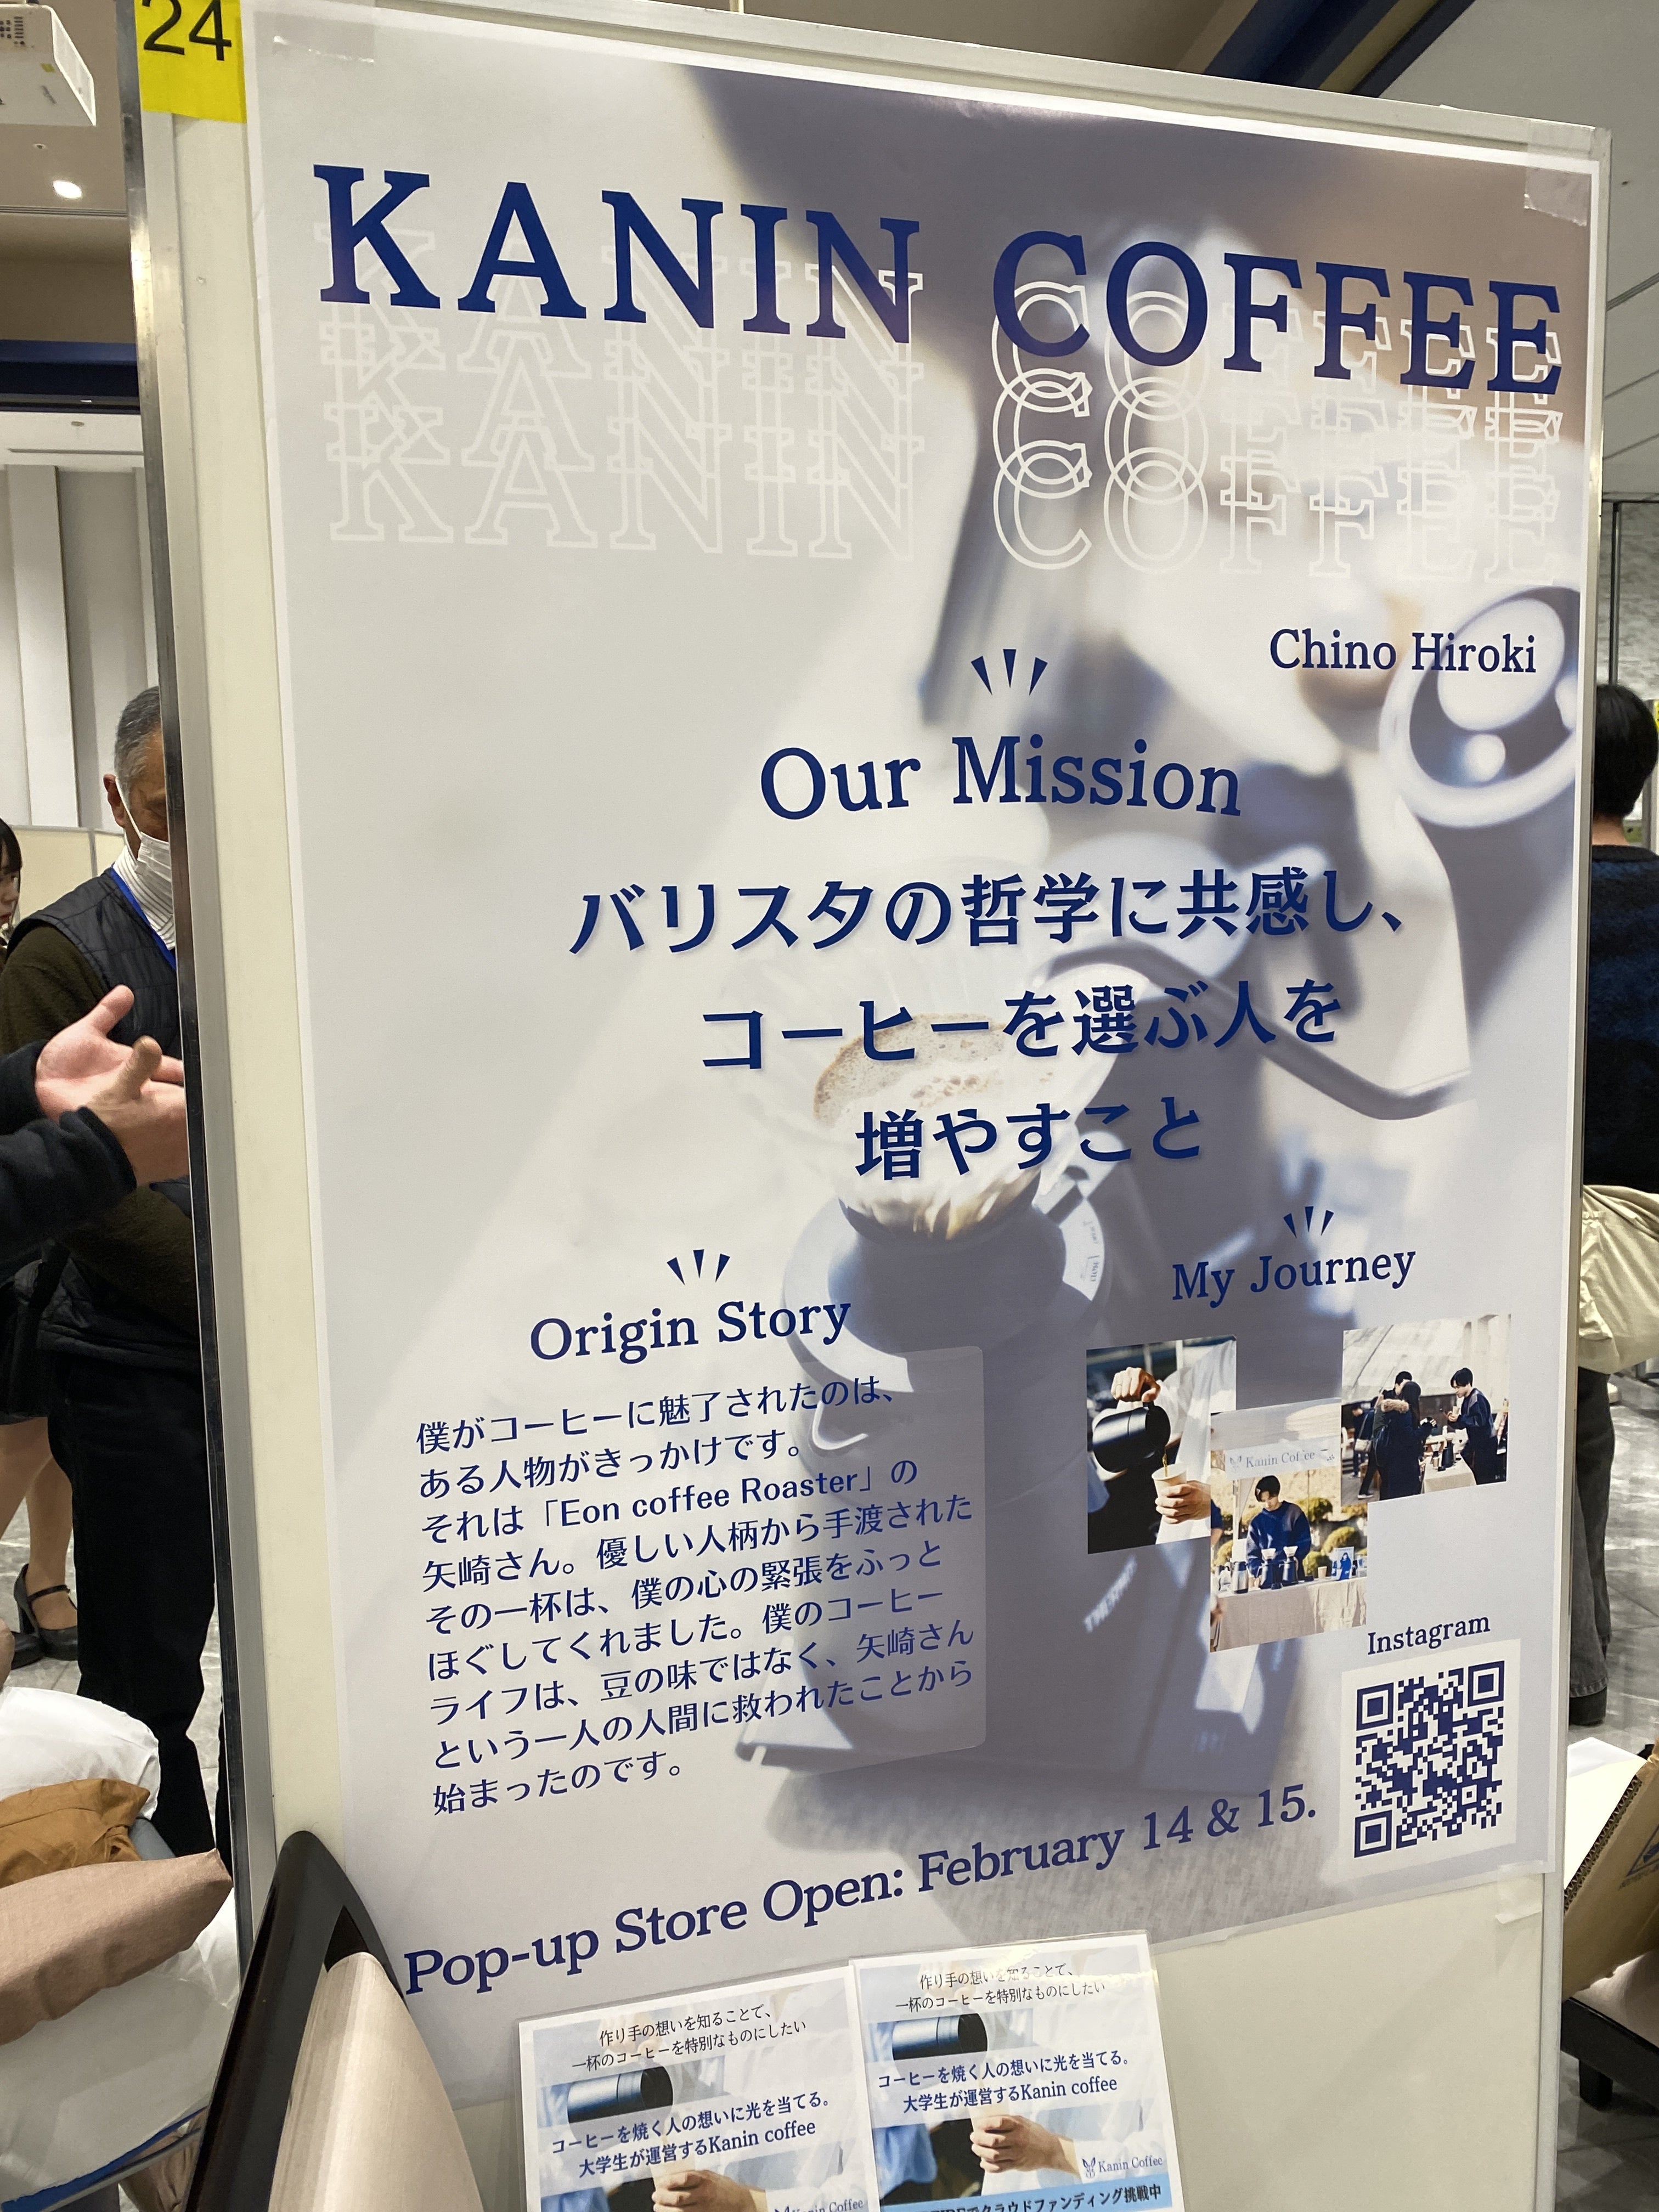 24
KANIN COFFEE
KANIN COFFEE
KANIN COFFEE
KANIN COFFEE
Chino Hiroki
Our Mission
バリスタの哲学に共感し、
コーヒーを選ぶ人を
増やすこと
Origin Story
僕がコーヒーに魅了されたのは、
ある人物がきっかけです。
それは「Eon coffee Roaster」の
矢崎さん。優しい人柄から手渡された
その一杯は、僕の心の緊張をふっと
ほぐしてくれました。僕のコーヒー
ライフは、豆の味ではなく、矢崎さん
という一人の人間に救われたことから
始まったのです。
My Journey
Kanin Coffee
Instagram
Pop-up Store Open: February 14 & 15.
作り手の想いを知ることで、
一杯のコーヒーを特別なものにしたい
コーヒーを焼く人の想いに光を当てる。
大学生が運営するKanin coffee
Kanin Coffee
作り手の想いを知ることで、
一杯のコーヒーを特別なものにしたい
コーヒーを焼く人の想いに光を当てる。
大学生が運営するKanin coffee
Kanin Coffee
でクラウドファンディング挑戦中